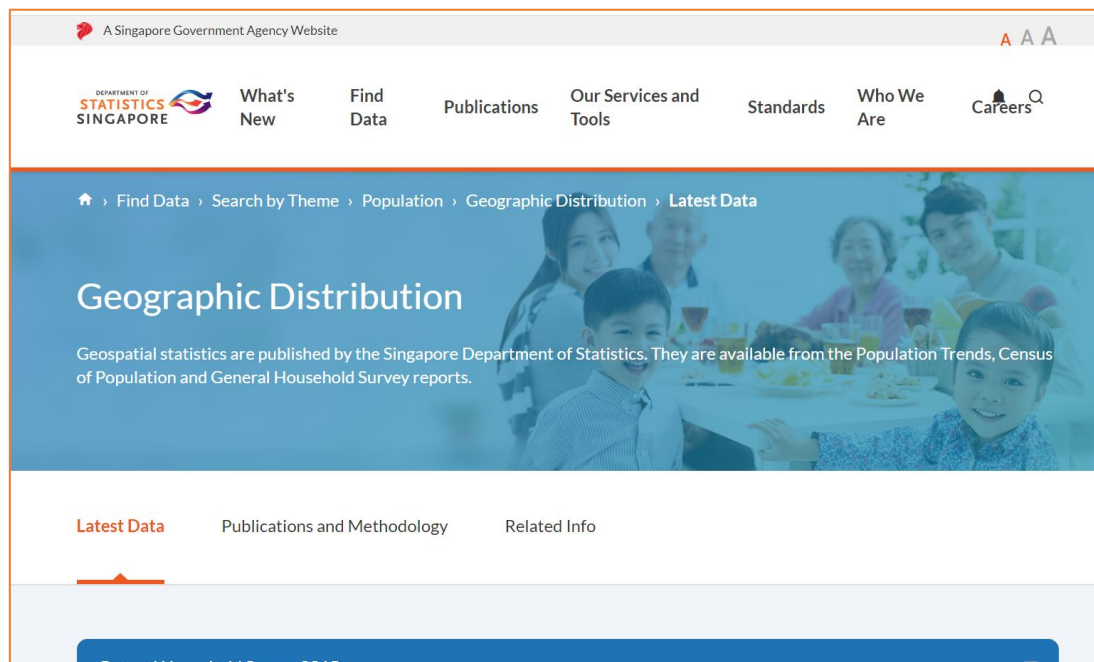 A Singapore Government Agency Website
A A A
DEPARTMENT OF
STATISTICS
SINGAPORE
What's
New
Find
Data
Publications
Our Services and
Tools
Standards
Who We
Are
Careers
› Find Data › Search by Theme › Population › Geographic Distribution › Latest Data
Geographic Distribution
Geospatial statistics are published by the Singapore Department of Statistics. They are available from the Population Trends, Census
of Population and General Household Survey reports.
Latest Data
Publications and Methodology
Related Info